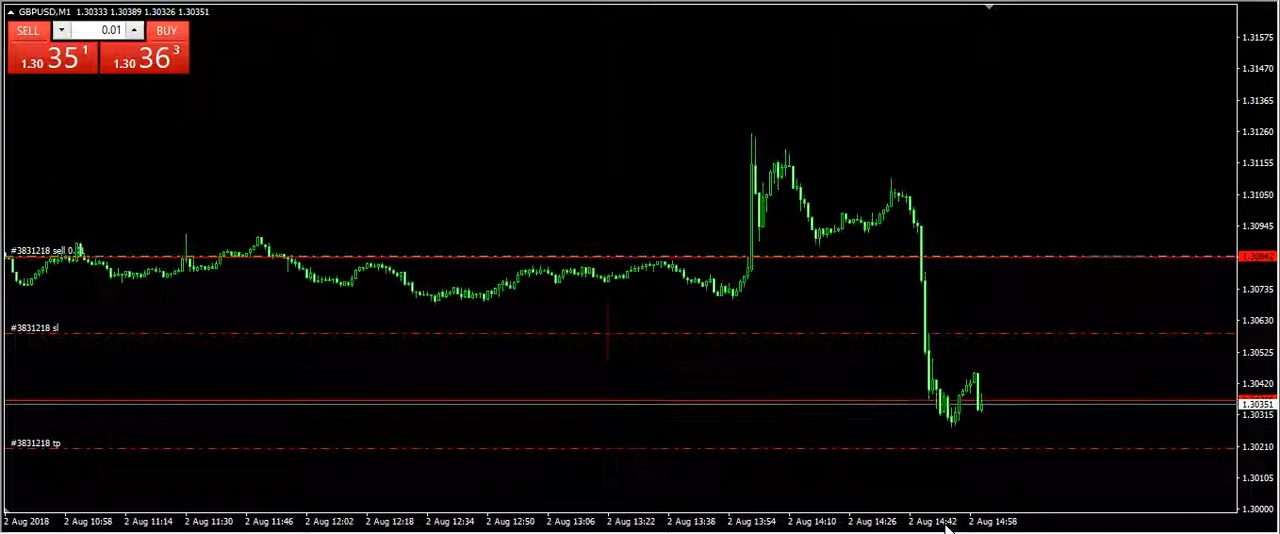 GBPUSD,M1 1.30333 1.30389 1.30326 1.30351
SELL 0.01 BUY
1.30 35 1 1.30 36 3
1.31575
1.31470
1.31365
1.31260
1.31155
1.31050
1.30945
#3831218 sell 0.
1.30842
1.30735
1.30630
#3831218 sl
1.30525
1.30420
1.30351
1.30315
#3831218 tp
1.30210
1.30105
1.30000
2 Aug 2018 2 Aug 10:58 2 Aug 11:14 2 Aug 11:30 2 Aug 11:46 2 Aug 12:02 2 Aug 12:18 2 Aug 12:34 2 Aug 12:50 2 Aug 13:06 2 Aug 13:22 2 Aug 13:38 2 Aug 13:54 2 Aug 14:10 2 Aug 14:26 2 Aug 14:42 2 Aug 14:58